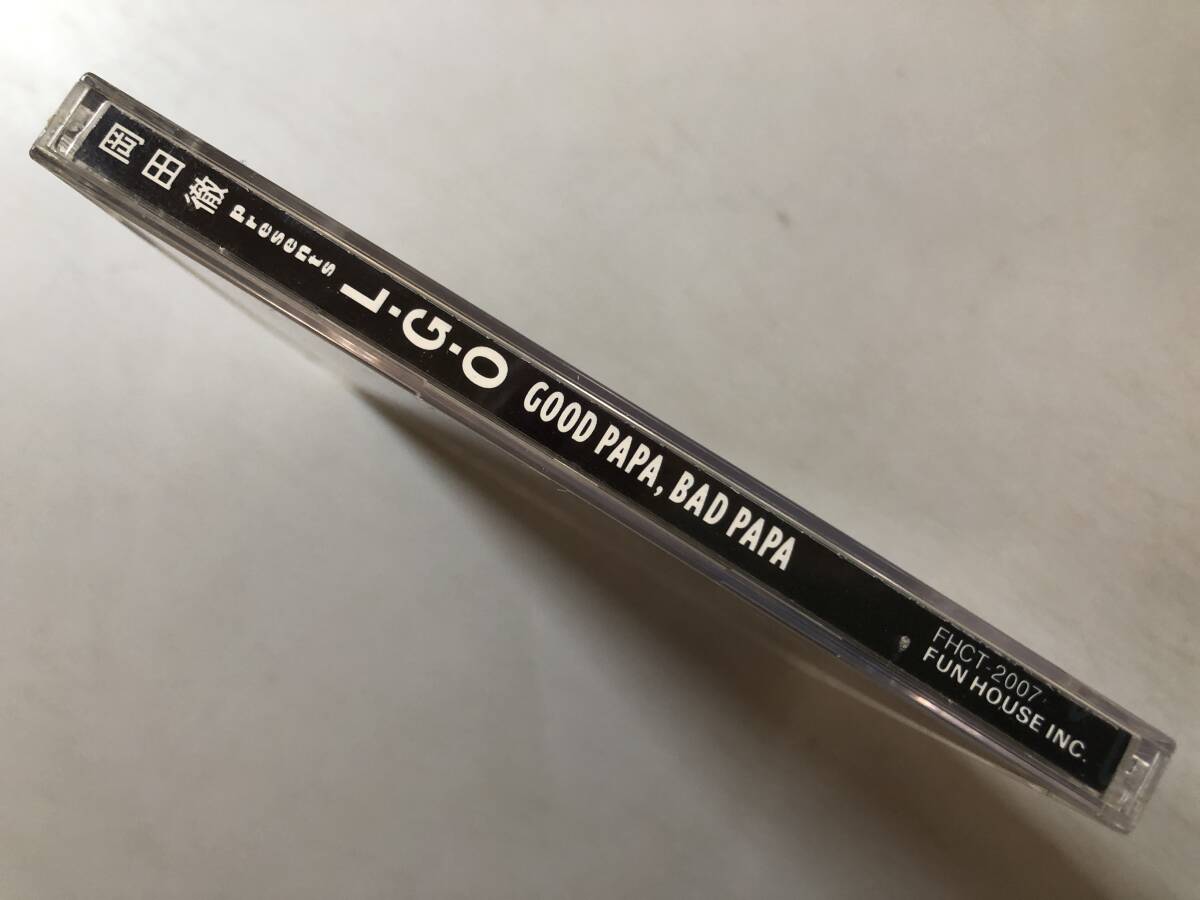 岡田徹 presents L·G·O GOOD PAPA, BAD PAPA
FHCT-2007
FUN HOUSE INC.